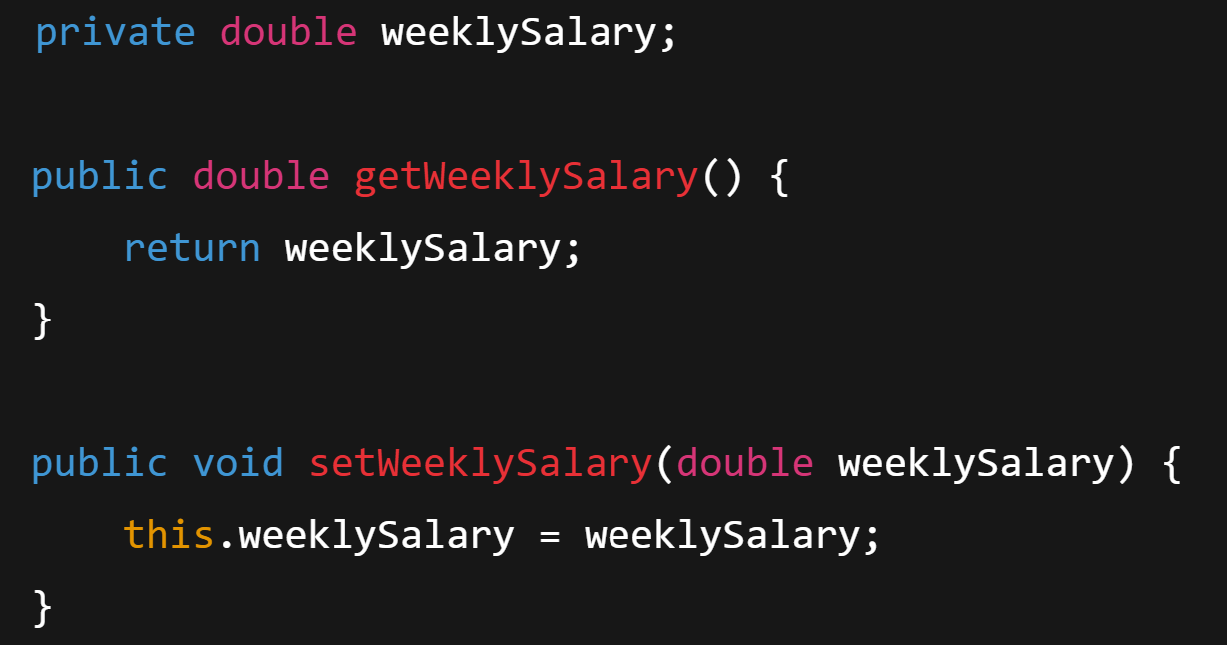 private double weeklySalary;
public double getWeeklySalary() {
    return weeklySalary;
}
public void setWeeklySalary(double weeklySalary) {
    this.weeklySalary = weeklySalary;
}